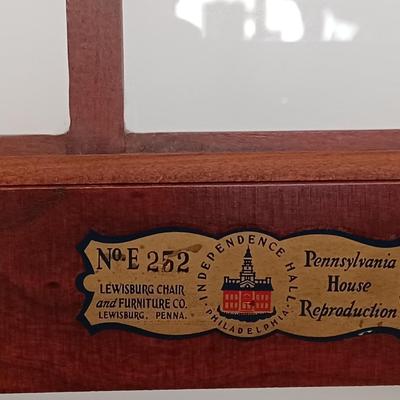 No. E 252
LEWISBURG CHAIR
and FURNITURE CO.
LEWISBURG, PENNA.
INDEPENDENCE HALL
PHILADELPHIA
Pennsylvania
House
Reproduction